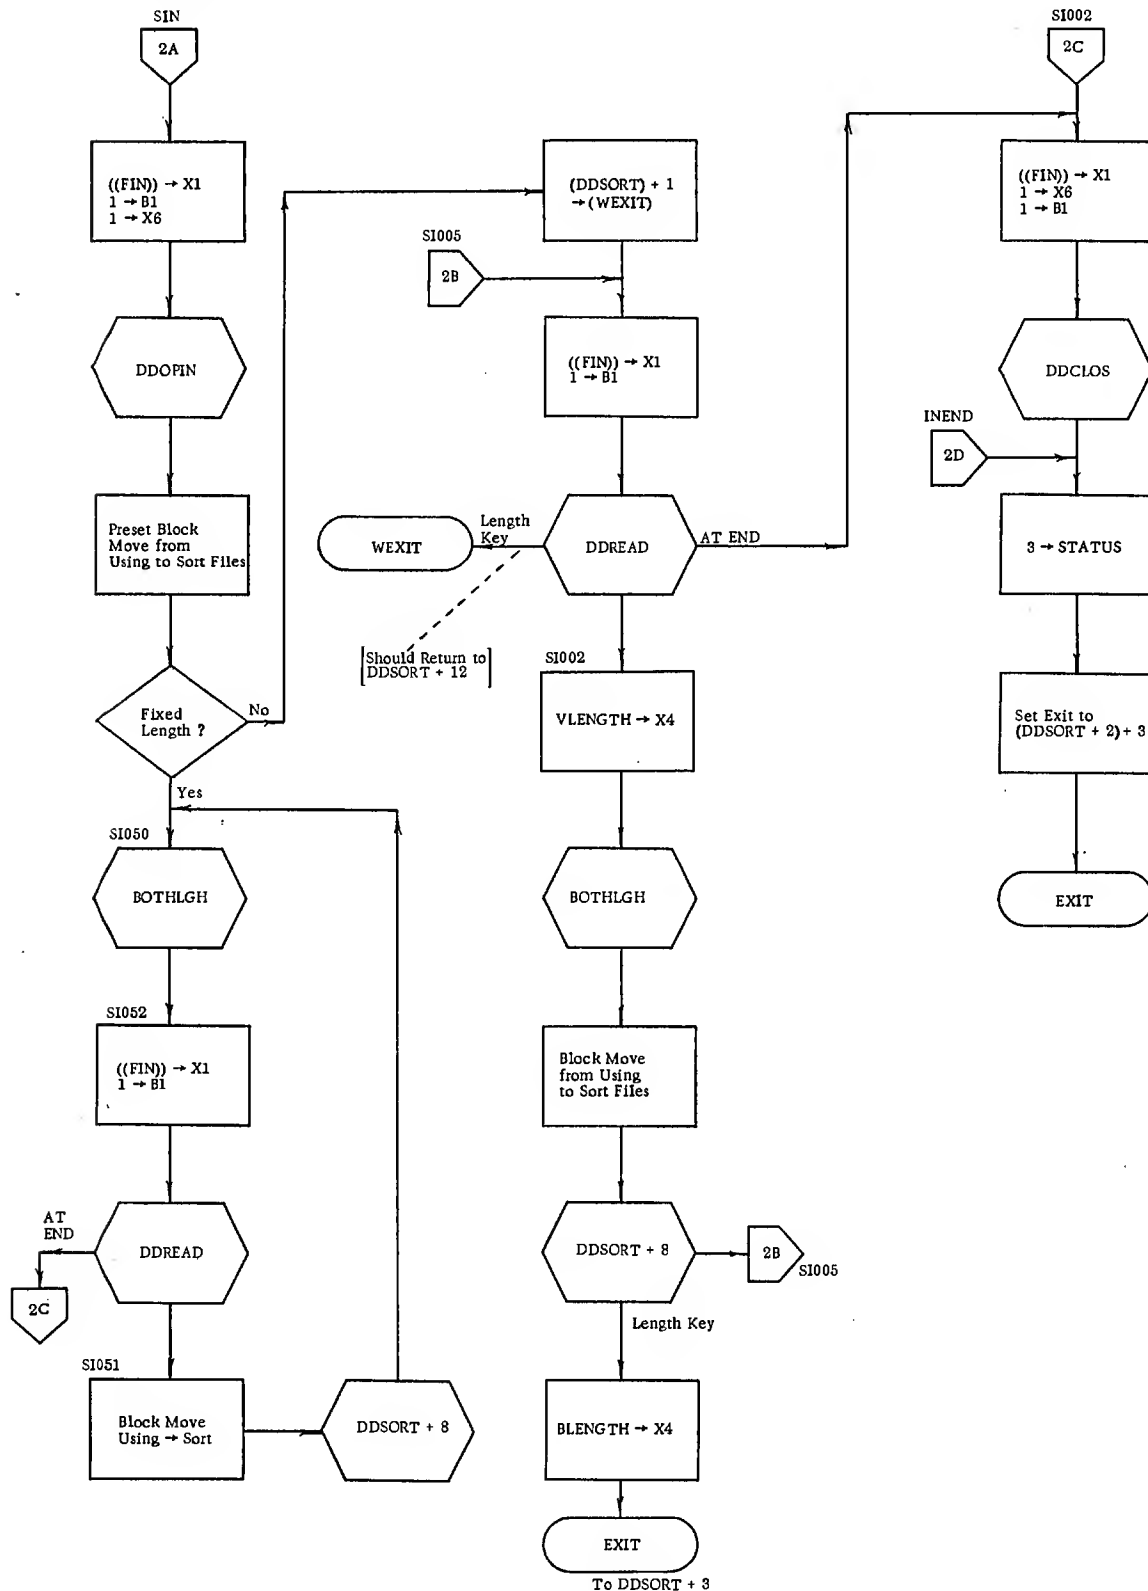 SIN
2A
((FIN)) → X1
1 → B1
1 → X6
DDOPIN
Preset Block
Move from
Using to Sort Files
Fixed
Length ?
No
Yes
SI050
BOTHLGH
SI052
((FIN)) → X1
1 → B1
AT
END
DDREAD
2C
SI051
Block Move
Using → Sort
DDSORT + 8
(DDSORT) + 1
→ (WEXIT)
SI005
2B
((FIN)) → X1
1 → B1
WEXIT
Length
Key
DDREAD
AT END
[Should Return to
DDSORT + 12]
SI002
VLENGTH → X4
BOTHLGH
Block Move
from Using
to Sort Files
DDSORT + 8
2B
SI005
Length Key
BLENGTH → X4
EXIT
To DDSORT + 3
SI002
2C
((FIN)) → X1
1 → X6
1 → B1
DDCLOS
INEND
2D
3 → STATUS
Set Exit to
(DDSORT + 2) + 3
EXIT